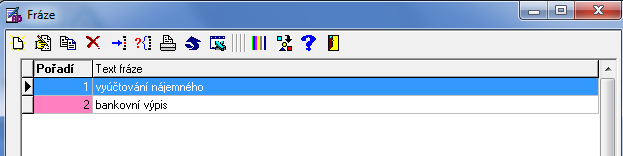 Fráze
Pořadí Text fráze
1 vyúčtování nájemného
2 bankovní výpis